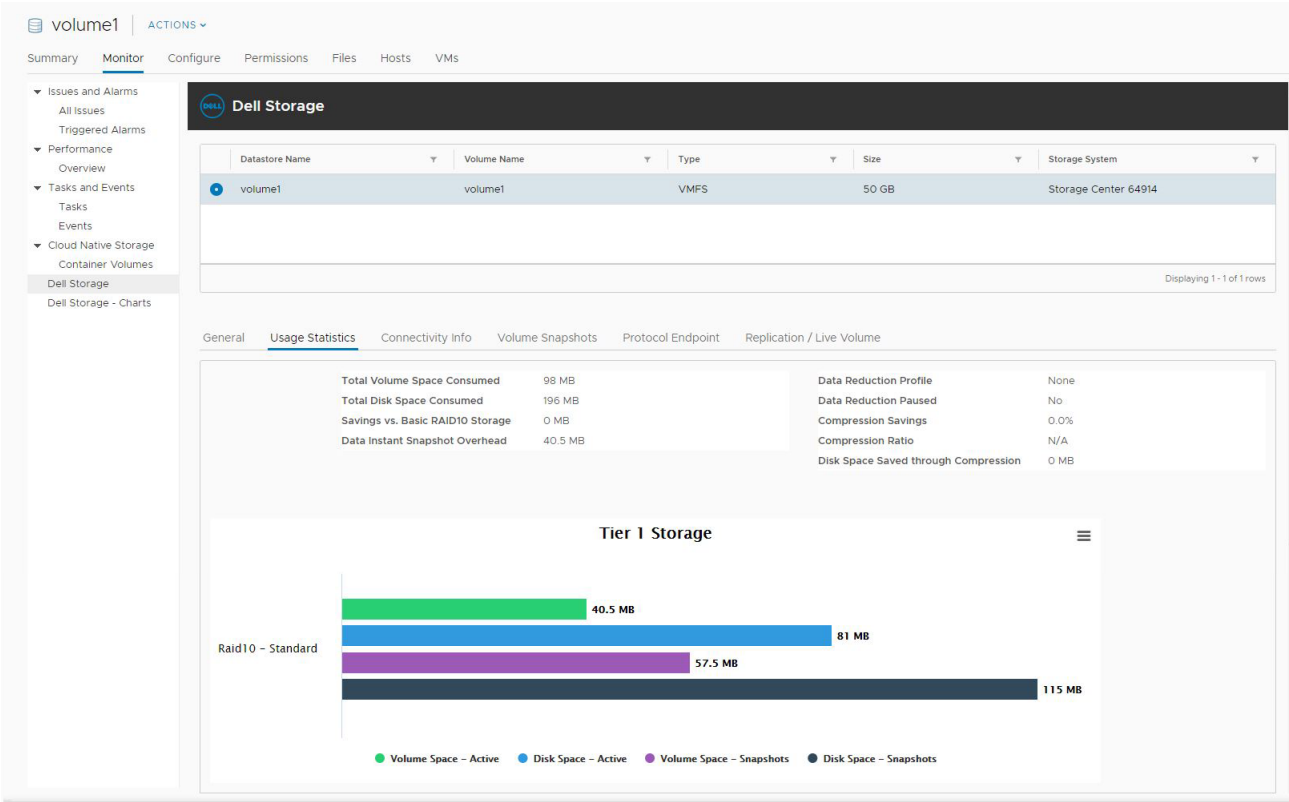 volume1 ACTIONS
Summary Monitor Configure Permissions Files Hosts VMs
Issues and Alarms
All Issues
Triggered Alarms
Performance
Overview
Tasks and Events
Tasks
Events
Cloud Native Storage
Container Volumes
Dell Storage
Dell Storage - Charts
DELL Dell Storage
Datastore Name Volume Name Type Size Storage System
volume1 volume1 VMFS 50 GB Storage Center 64914
Displaying 1 - 1 of 1 rows
General Usage Statistics Connectivity Info Volume Snapshots Protocol Endpoint Replication / Live Volume
Total Volume Space Consumed 98 MB
Total Disk Space Consumed 196 MB
Savings vs. Basic RAID10 Storage 0 MB
Data Instant Snapshot Overhead 40.5 MB
Data Reduction Profile None
Data Reduction Paused No
Compression Savings 0.0%
Compression Ratio N/A
Disk Space Saved through Compression 0 MB
Tier 1 Storage
40.5 MB
81 MB
Raid10 - Standard
57.5 MB
115 MB
Volume Space - Active Disk Space - Active Volume Space - Snapshots Disk Space - Snapshots